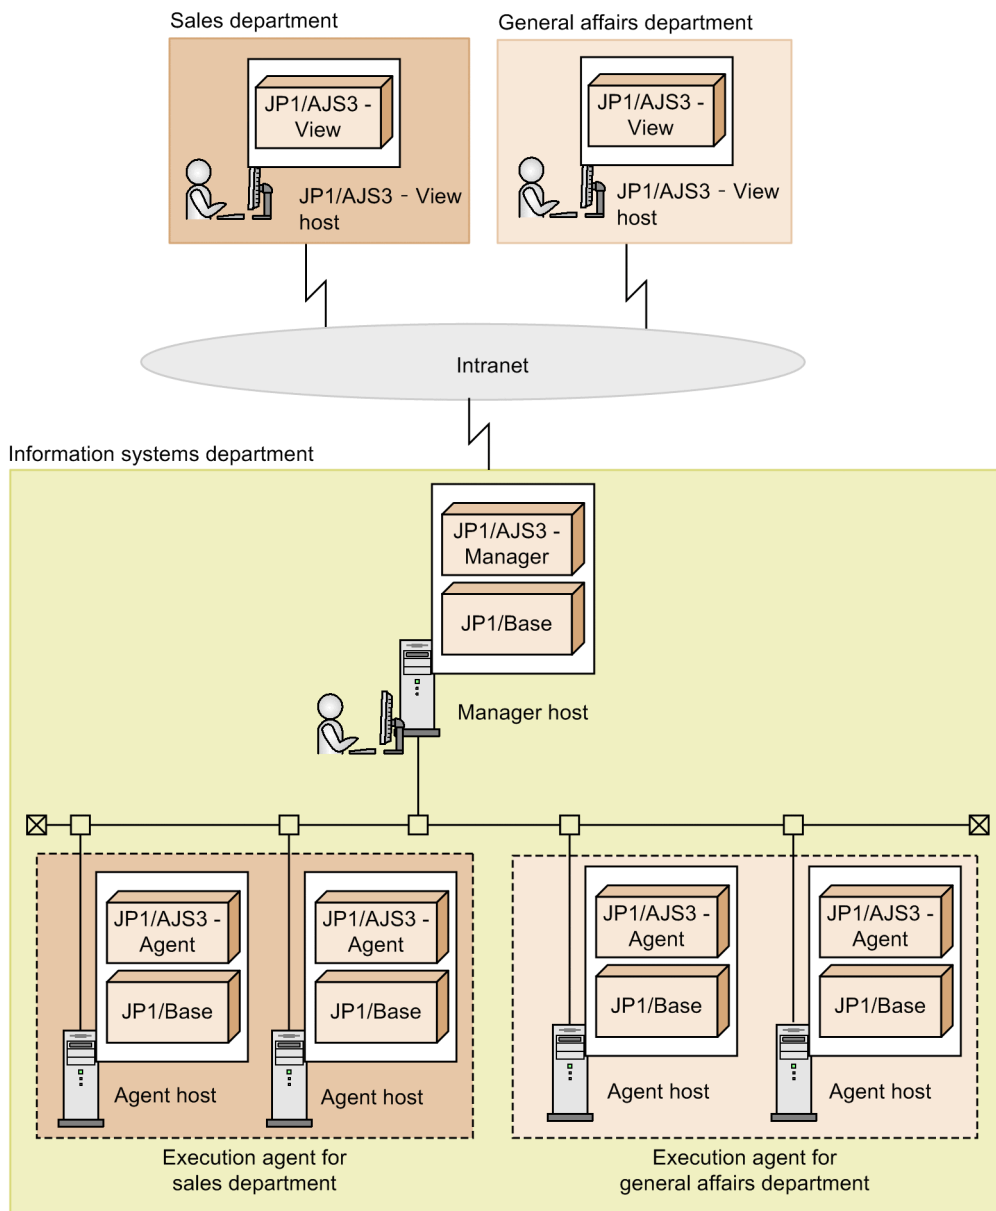 Sales department
General affairs department
JP1/AJS3 -
View
JP1/AJS3 -
View
JP1/AJS3 - View
host
JP1/AJS3 - View
host
Intranet
Information systems department
JP1/AJS3 -
Manager
JP1/Base
Manager host
JP1/AJS3 -
Agent
JP1/Base
Agent host
JP1/AJS3 -
Agent
JP1/Base
Agent host
JP1/AJS3 -
Agent
JP1/Base
Agent host
JP1/AJS3 -
Agent
JP1/Base
Agent host
Execution agent for
sales department
Execution agent for
general affairs department